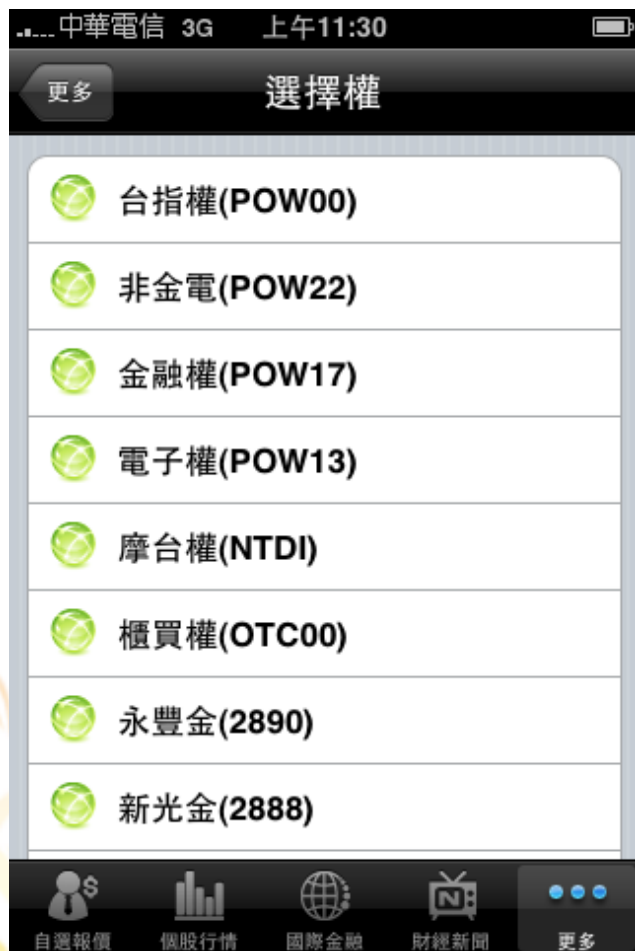 中華電信 3G 上午11:30
更多 選擇權
台指權(POW00)
非金電(POW22)
金融權(POW17)
電子權(POW13)
摩台權(NTDI)
櫃買權(OTC00)
永豐金(2890)
新光金(2888)
自選報價 個股行情 國際金融 財經新聞 更多